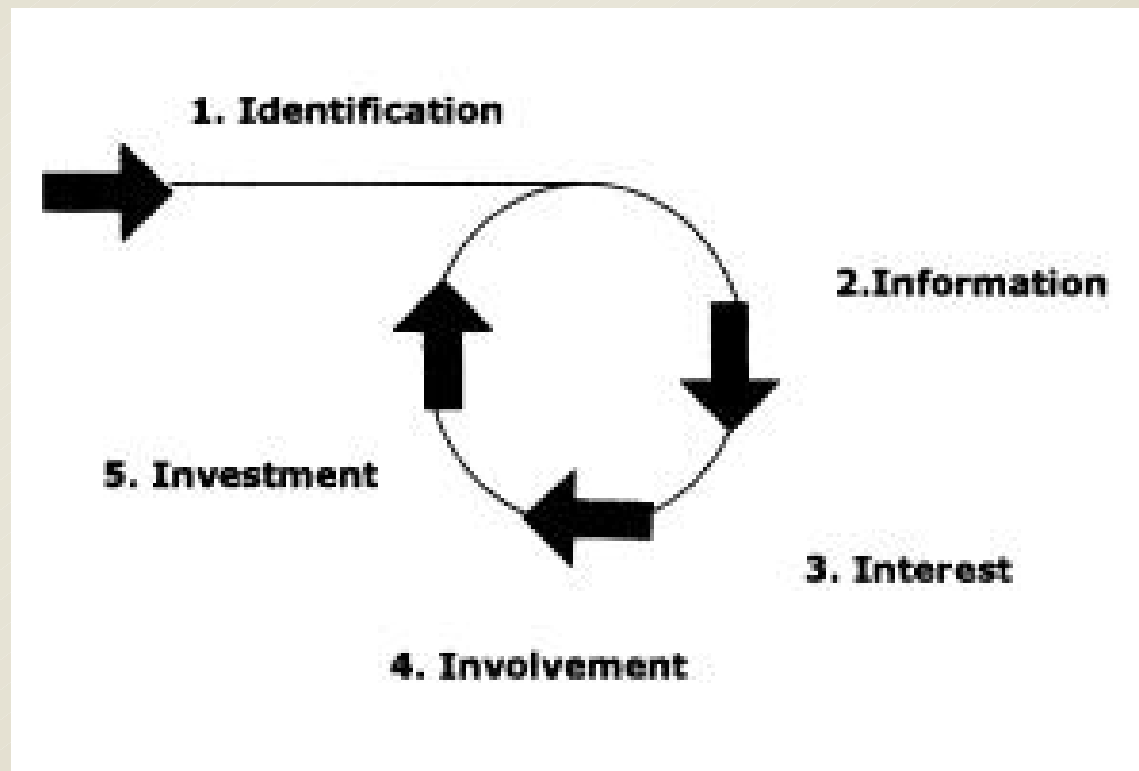 1. Identification
2.Information
3. Interest
4. Involvement
5. Investment